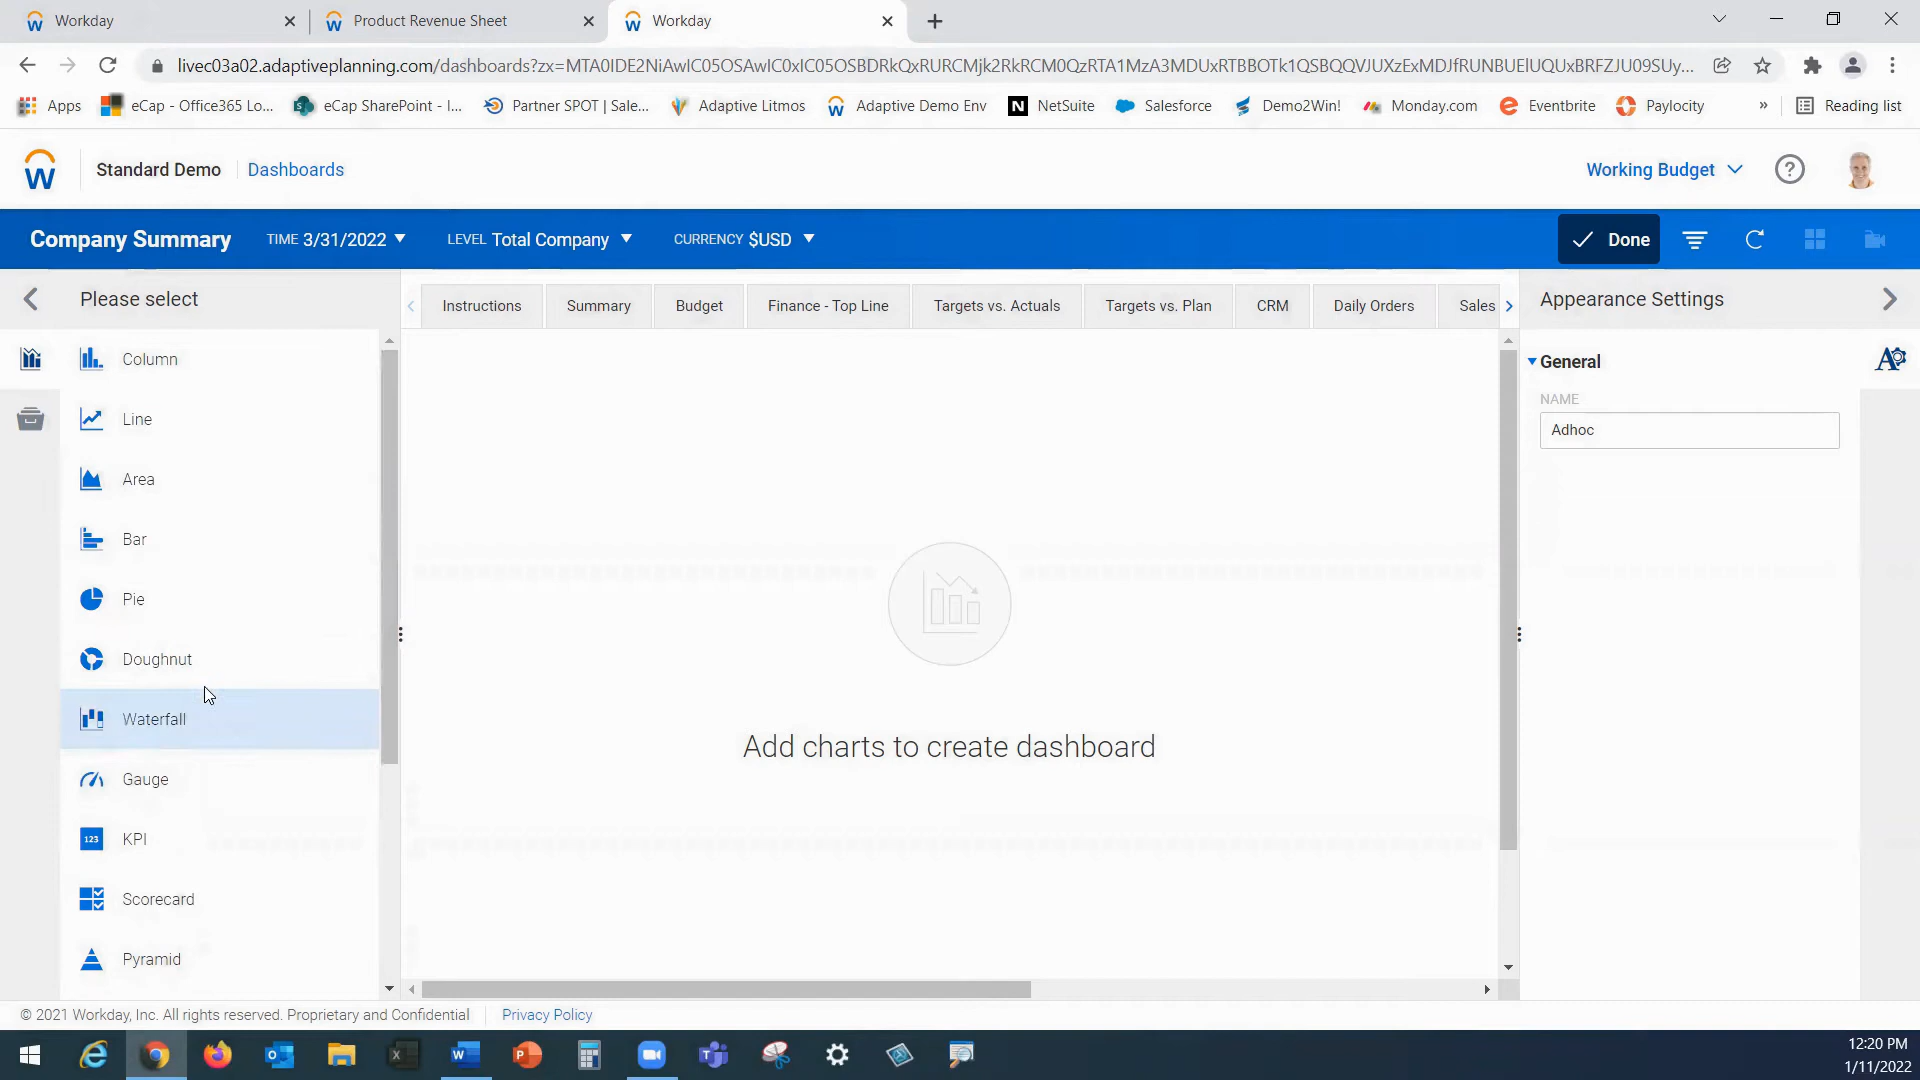 Workday
Product Revenue Sheet
Workday
livec03a02.adaptiveplanning.com/dashboards?zx=
Apps
eCap - Office365 Lo...
eCap SharePoint - I...
Partner SPOT | Sale...
Adaptive Litmos
Adaptive Demo Env
N NetSuite
Salesforce
Demo2Win!
Monday.com
Eventbrite
Paylocity
»
Reading list
Standard Demo
Dashboards
Working Budget
?
Company Summary
TIME 3/31/2022
LEVEL Total Company
CURRENCY $USD
Done
Please select
Instructions
Summary
Budget
Finance - Top Line
Targets vs. Actuals
Targets vs. Plan
CRM
Daily Orders
Sales
Appearance Settings
Column
Line
Area
Bar
Pie
Doughnut
Waterfall
Gauge
123 KPI
Scorecard
Pyramid
Add charts to create dashboard
General
NAME
Adhoc
© 2021 Workday, Inc. All rights reserved. Proprietary and Confidential
Privacy Policy
12:20 PM
1/11/2022